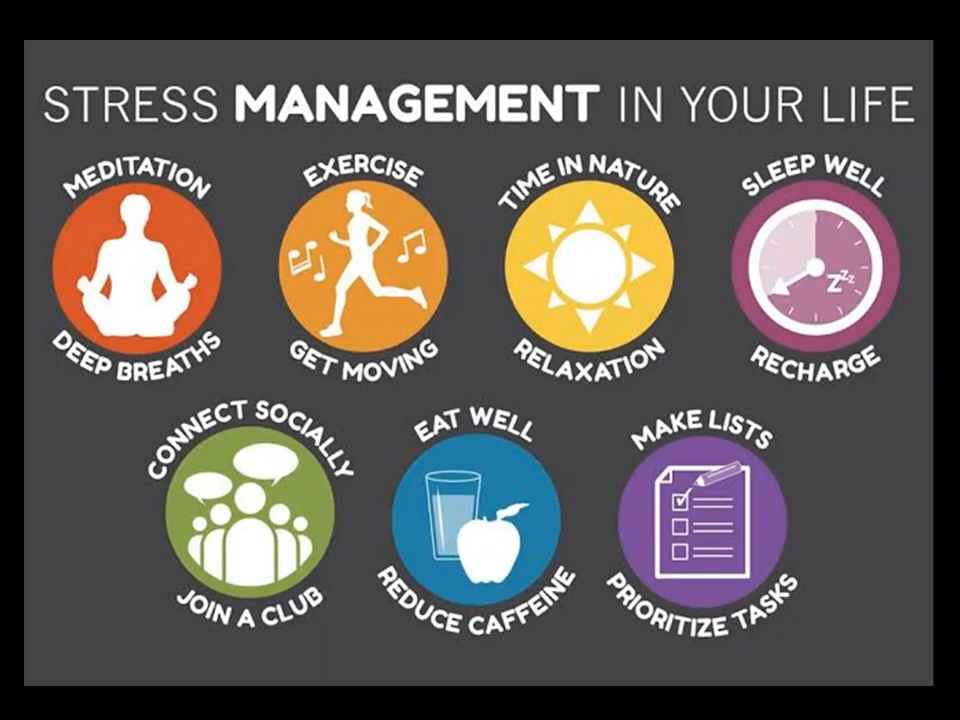 STRESS MANAGEMENT IN YOUR LIFE
MEDITATION
DEEP BREATHS
EXERCISE
GET MOVING
TIME IN NATURE
RELAXATION
SLEEP WELL
ZZZ
RECHARGE
CONNECT SOCIALLY
JOIN A CLUB
EAT WELL
REDUCE CAFFEINE
MAKE LISTS
PRIORITIZE TASKS